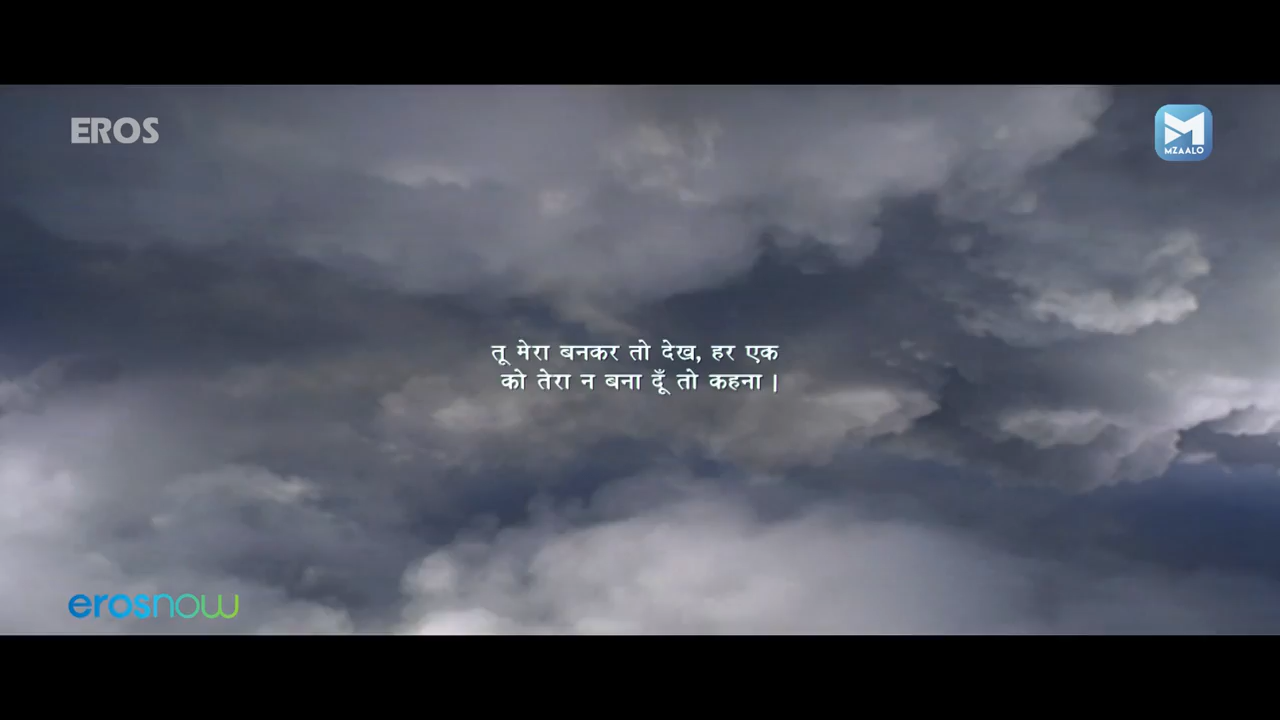 EROS
MZAALO
तू मेरा बनकर तो देख, हर एक
को तेरा न बना दूँ तो कहना |
erosnow